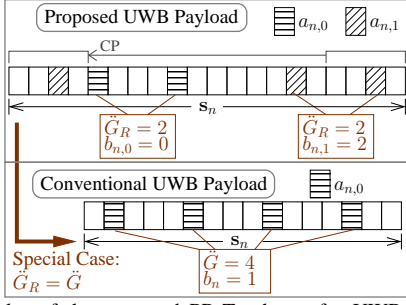 Proposed UWB Payload
a_{n,0}
a_{n,1}
CP
s_n
G̈_R = 2
b_{n,0} = 0
G̈_R = 2
b_{n,1} = 2
Conventional UWB Payload
a_{n,0}
s_n
Special Case:
G̈_R = G̈
G̈ = 4
b_n = 1